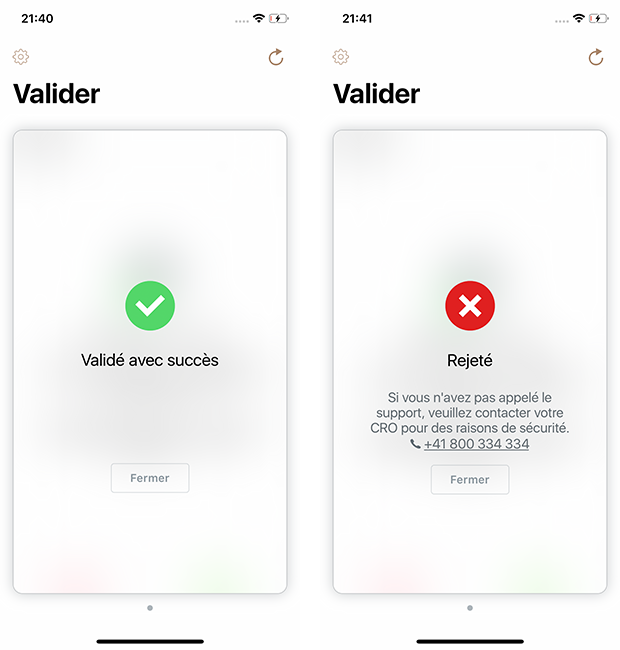 21:40
Valider
Validé avec succès
Fermer
21:41
Valider
Rejeté
Si vous n'avez pas appelé le
support, veuillez contacter votre
CRO pour des raisons de sécurité.
+41 800 334 334
Fermer